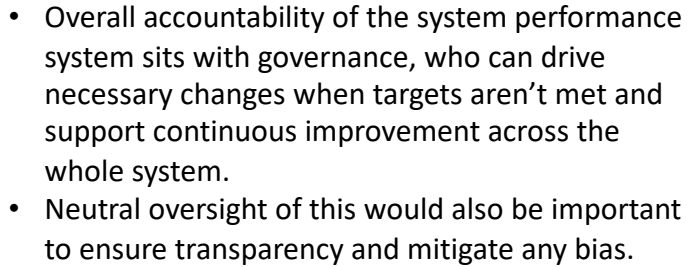 • Overall accountability of the system performance
system sits with governance, who can drive
necessary changes when targets aren’t met and
support continuous improvement across the
whole system.
• Neutral oversight of this would also be important
to ensure transparency and mitigate any bias.